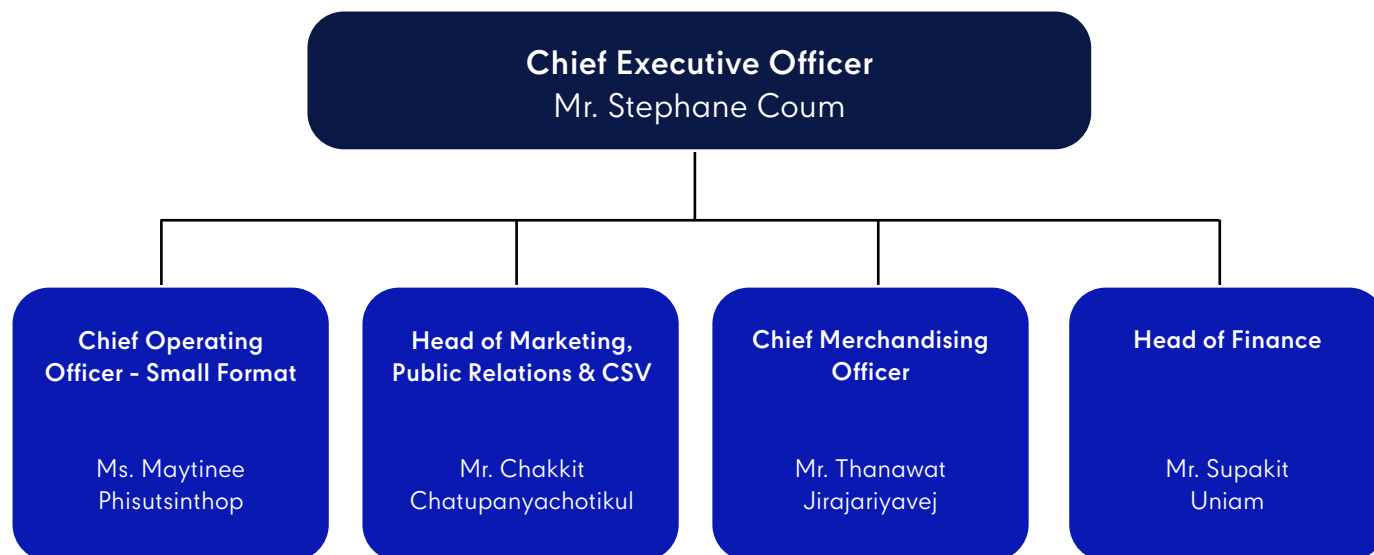 Chief Executive Officer
Mr. Stephane Coum
Chief Operating
Officer - Small Format
Ms. Maytinee
Phisutsinthop
Head of Marketing,
Public Relations & CSV
Mr. Chakkit
Chatupanyachotikul
Chief Merchandising
Officer
Mr. Thanawat
Jirajariyavej
Head of Finance
Mr. Supakit
Uniam